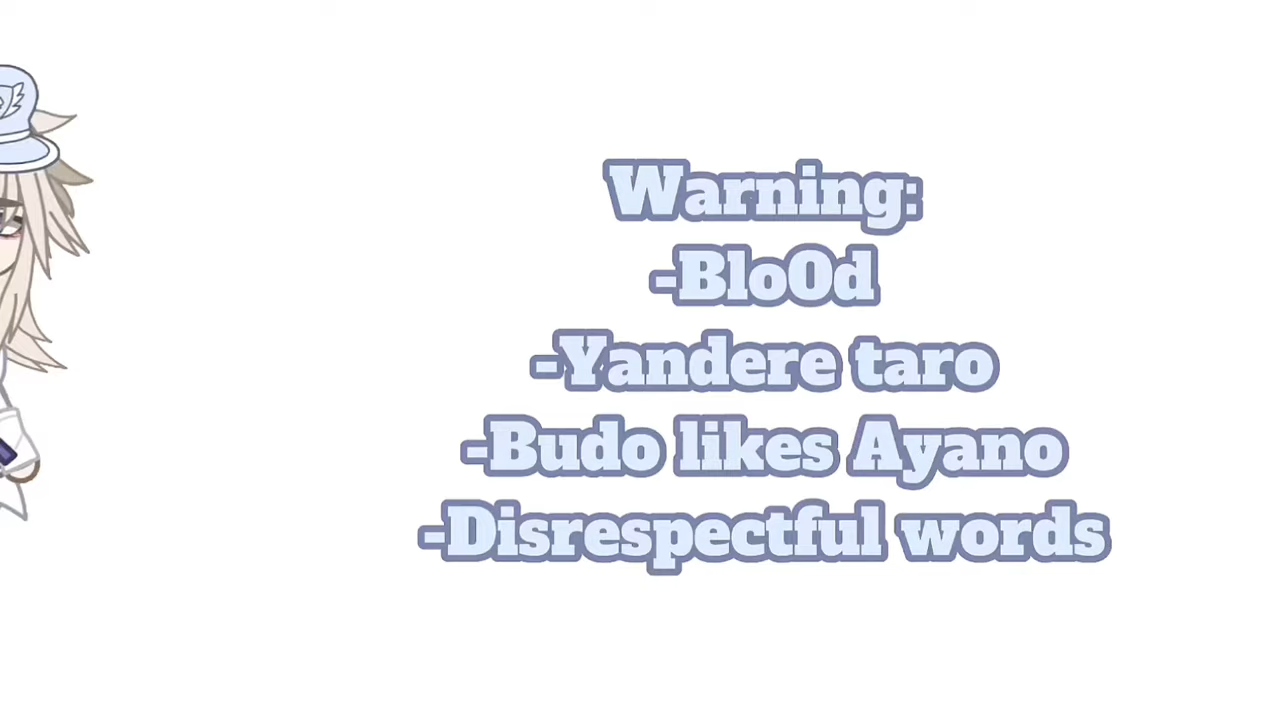 Warning:
-Blo0d
-Yandere taro
-Budo likes Ayano
-Disrespectful words